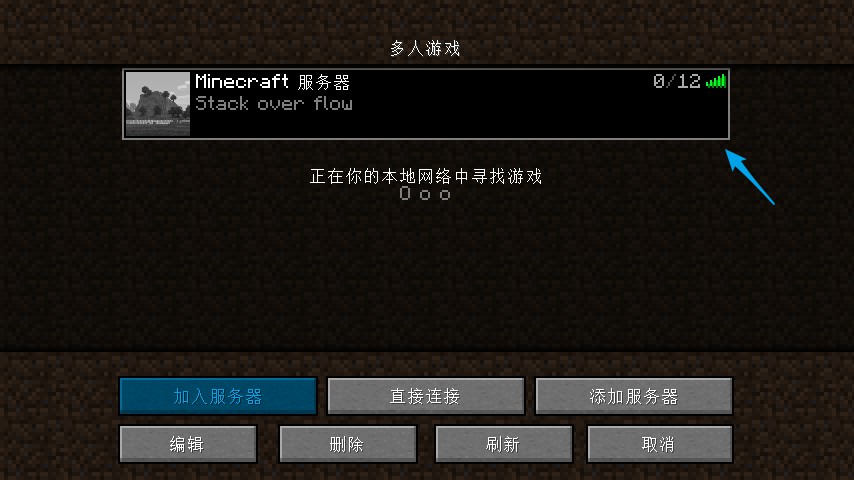 多人游戏
Minecraft 服务器 0/12
Stack over flow
正在你的本地网络中寻找游戏
O o o
加入服务器 直接连接 添加服务器
编辑 删除 刷新 取消